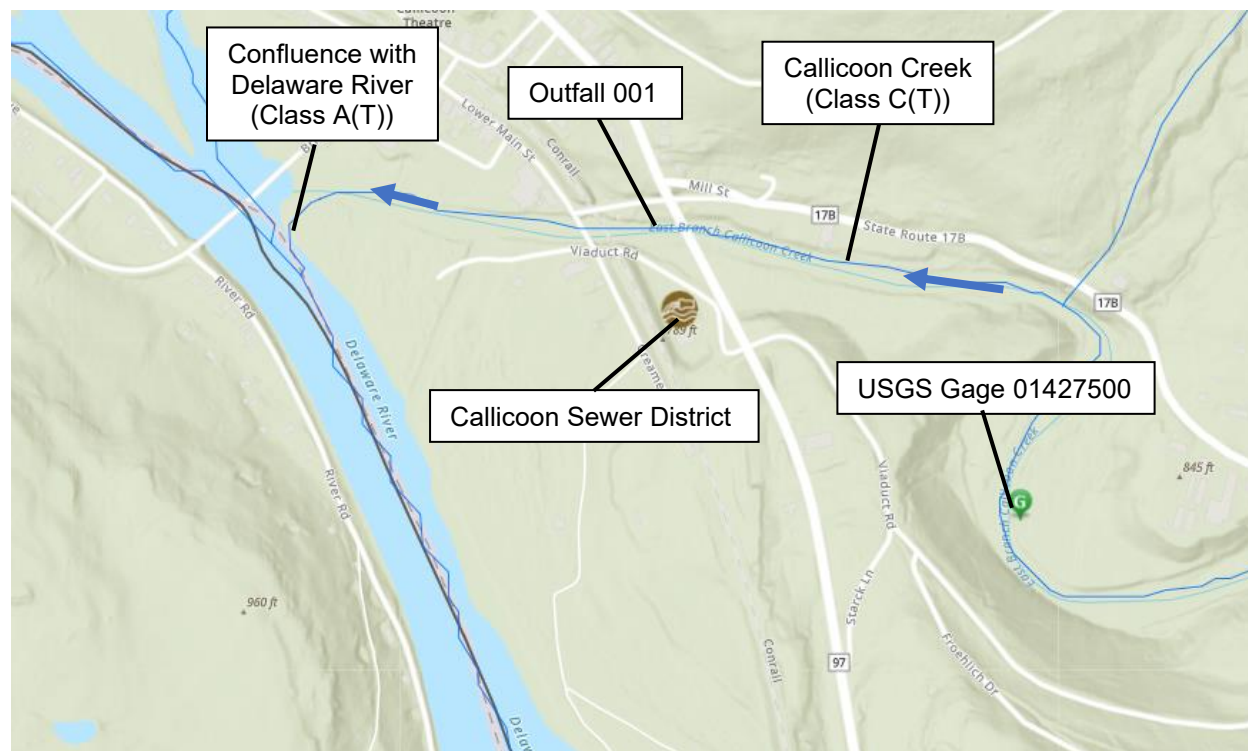 Callicoon
Theatre
Confluence with
Delaware River
(Class A(T))
Outfall 001
Callicoon Creek
(Class C(T))
Lower Main St
Conrail
Mill St
17B
State Route 17B
East Branch Callicoon Creek
Viaduct Rd
17B
River Rd
789 ft
Delaware River
Callicoon Sewer District
USGS Gage 01427500
845 ft
River Rd
Viaduct Rd
960 ft
Starck Ln
Froehlich Dr
Conrail
97